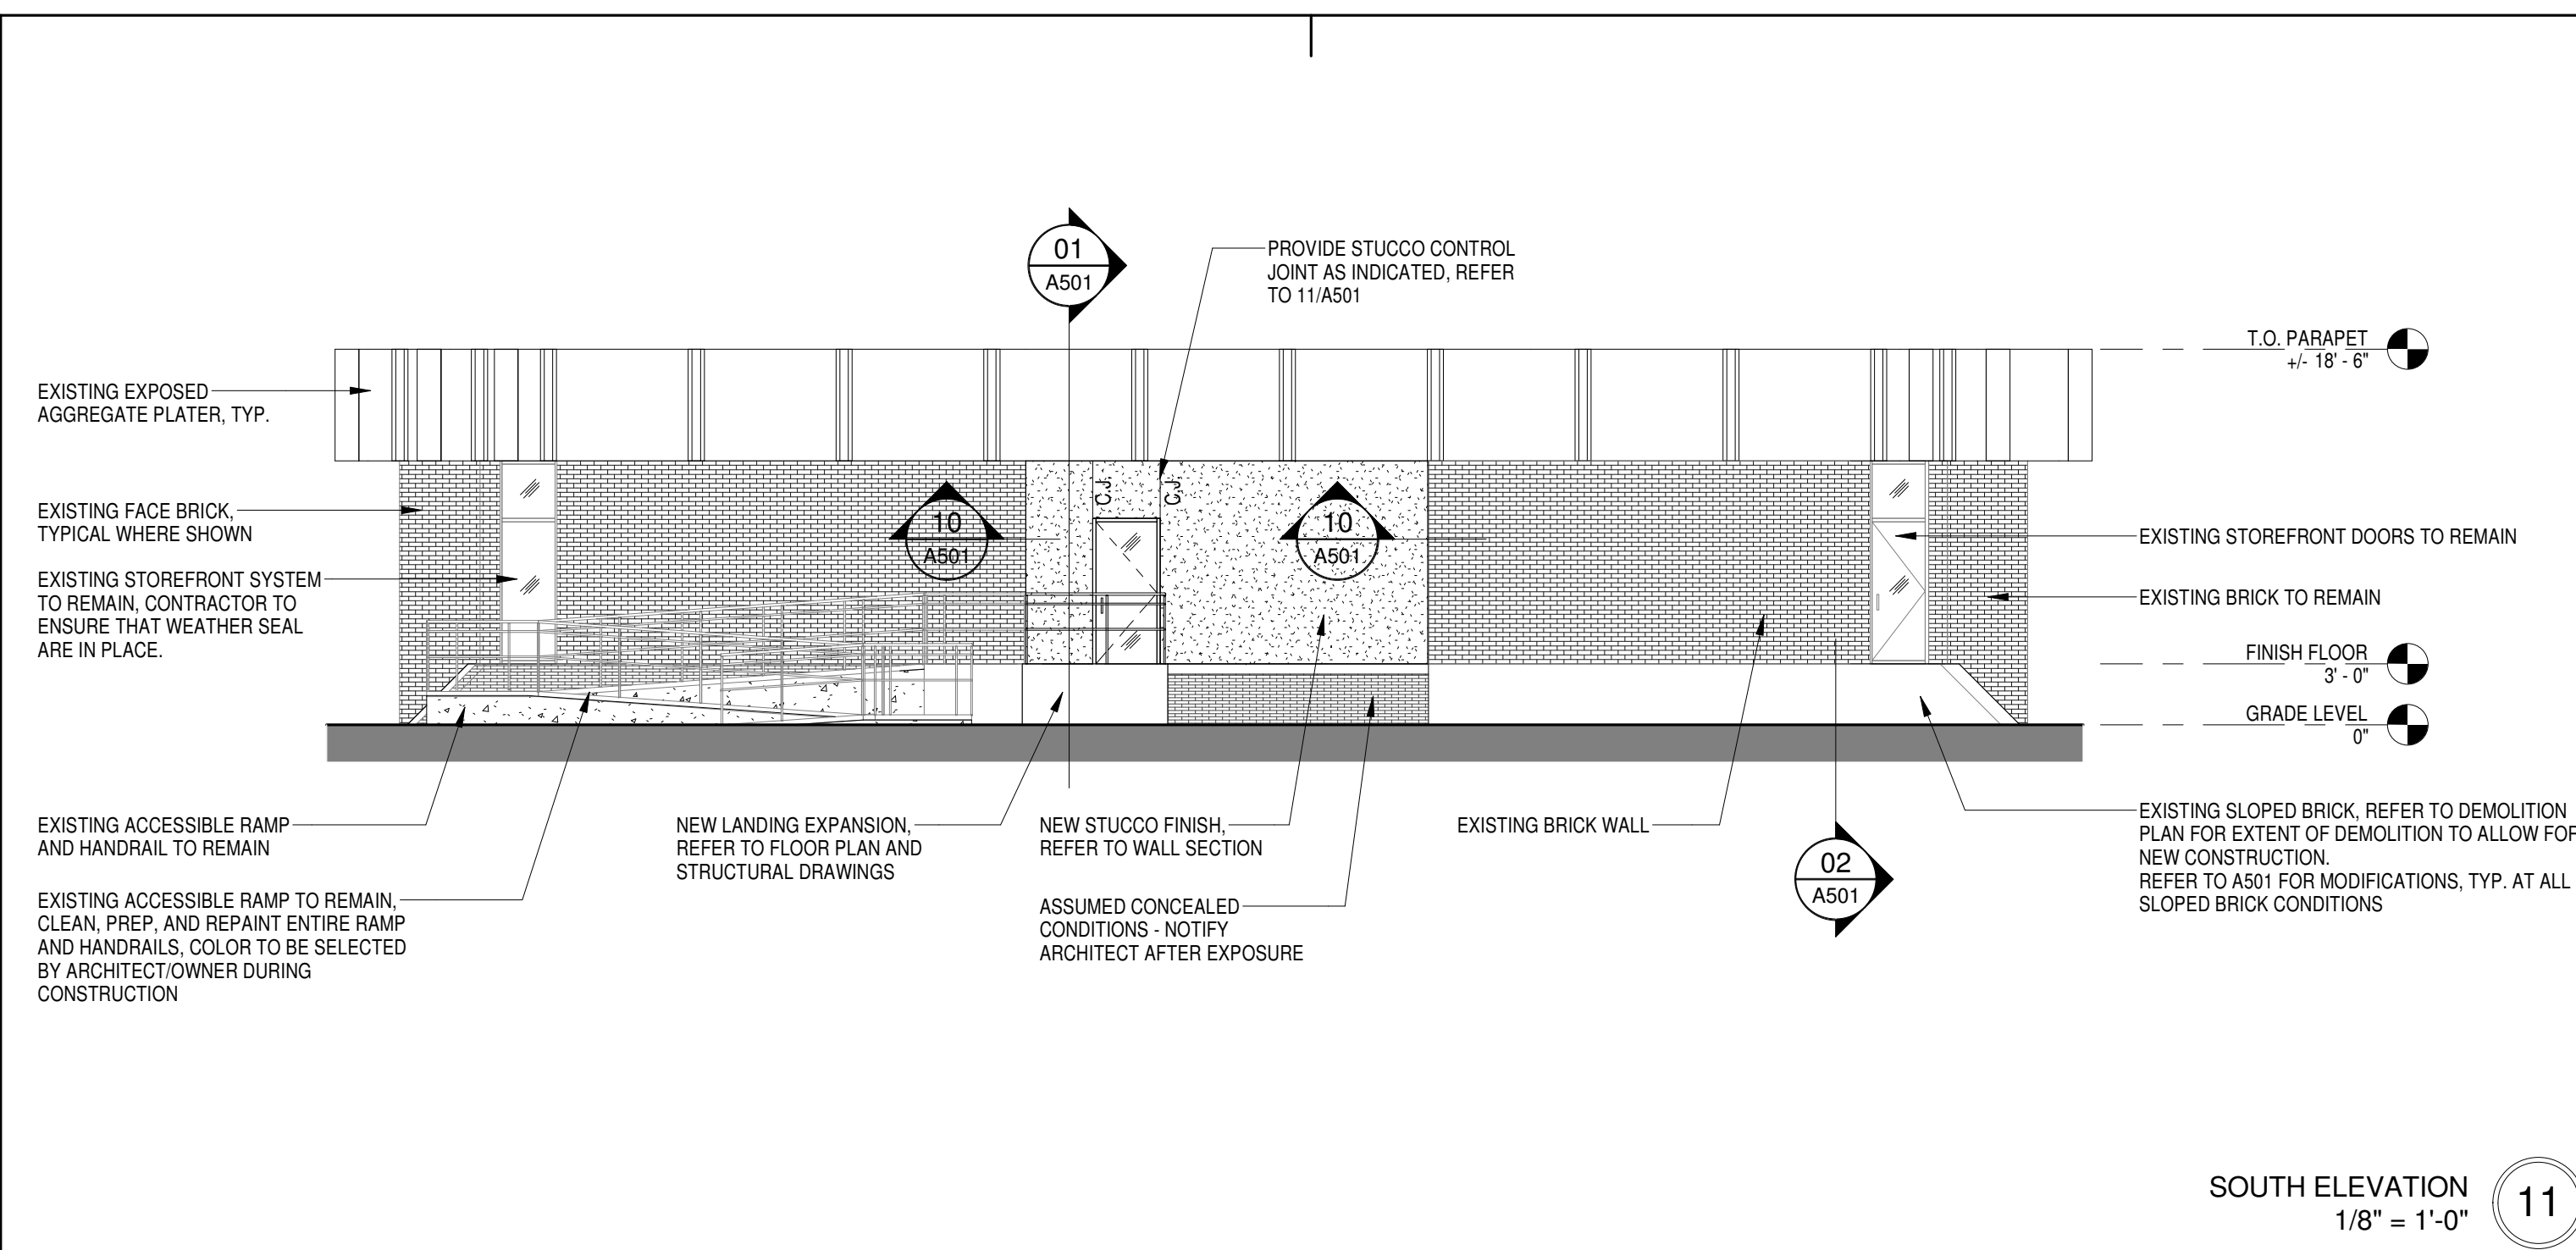 01
A501
PROVIDE STUCCO CONTROL
JOINT AS INDICATED, REFER
TO 11/A501
T.O. PARAPET
+/- 18' - 6"
EXISTING EXPOSED
AGGREGATE PLATER, TYP.
EXISTING FACE BRICK,
TYPICAL WHERE SHOWN
EXISTING STOREFRONT SYSTEM
TO REMAIN, CONTRACTOR TO
ENSURE THAT WEATHER SEAL
ARE IN PLACE.
10
A501
C.J
C.J
10
A501
EXISTING STOREFRONT DOORS TO REMAIN
EXISTING BRICK TO REMAIN
FINISH FLOOR
3' - 0"
GRADE LEVEL
0"
EXISTING ACCESSIBLE RAMP
AND HANDRAIL TO REMAIN
EXISTING ACCESSIBLE RAMP TO REMAIN,
CLEAN, PREP, AND REPAINT ENTIRE RAMP
AND HANDRAILS, COLOR TO BE SELECTED
BY ARCHITECT/OWNER DURING
CONSTRUCTION
NEW LANDING EXPANSION,
REFER TO FLOOR PLAN AND
STRUCTURAL DRAWINGS
NEW STUCCO FINISH,
REFER TO WALL SECTION
ASSUMED CONCEALED
CONDITIONS - NOTIFY
ARCHITECT AFTER EXPOSURE
EXISTING BRICK WALL
02
A501
EXISTING SLOPED BRICK, REFER TO DEMOLITION
PLAN FOR EXTENT OF DEMOLITION TO ALLOW FOR
NEW CONSTRUCTION.
REFER TO A501 FOR MODIFICATIONS, TYP. AT ALL
SLOPED BRICK CONDITIONS
SOUTH ELEVATION
1/8" = 1'-0"
11